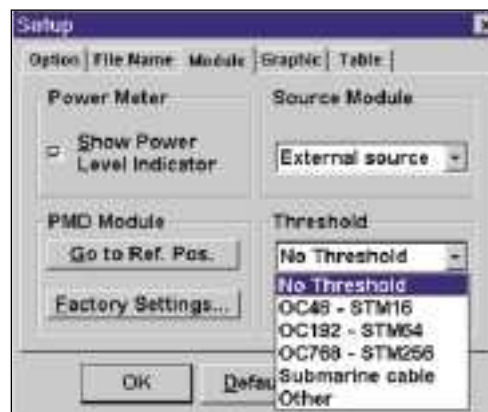 Setup
Option File Name Module Graphic Table
Power Meter
Show Power
Level Indicator
Source Module
External source
PMD Module
Go to Ref. Pos.
Factory Settings...
Threshold
No Threshold
No Threshold
OC48 - STM16
OC192 - STM64
OC768 - STM256
Submarine cable
Other
OK